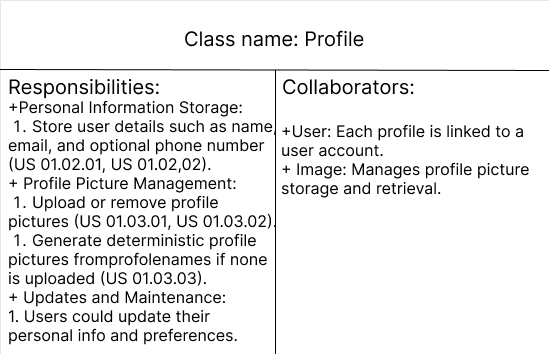 Class name: Profile
Responsibilities:
+Personal Information Storage:
1. Store user details such as name,
email, and optional phone number
(US 01.02.01, US 01.02,02).
+ Profile Picture Management:
1. Upload or remove profile
pictures (US 01.03.01, US 01.03.02).
1. Generate deterministic profile
pictures fromprofolenames if none
is uploaded (US 01.03.03).
+ Updates and Maintenance:
1. Users could update their
personal info and preferences.
Collaborators:
+User: Each profile is linked to a
user account.
+ Image: Manages profile picture
storage and retrieval.